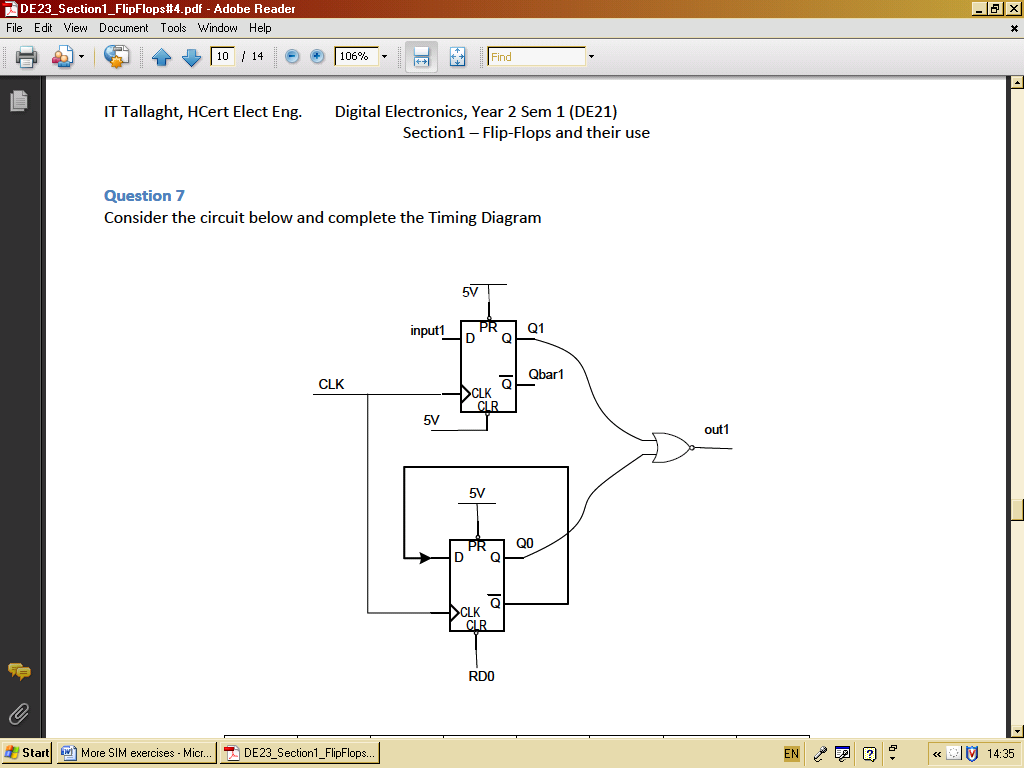 DE23_Section1_FlipFlops#4.pdf - Adobe Reader
File Edit View Document Tools Window Help
10 / 14 106% Find
IT Tallaght, HCert Elect Eng. Digital Electronics, Year 2 Sem 1 (DE21)
Section1 – Flip-Flops and their use
Question 7
Consider the circuit below and complete the Timing Diagram
5V
input1 D PR Q Q1
CLK CLK Q Qbar1
CLR
5V
out1
5V
D PR Q Q0
CLK Q
CLR
RD0
Start More SIM exercises - Micr... DE23_Section1_FlipFlops... EN « 14:35